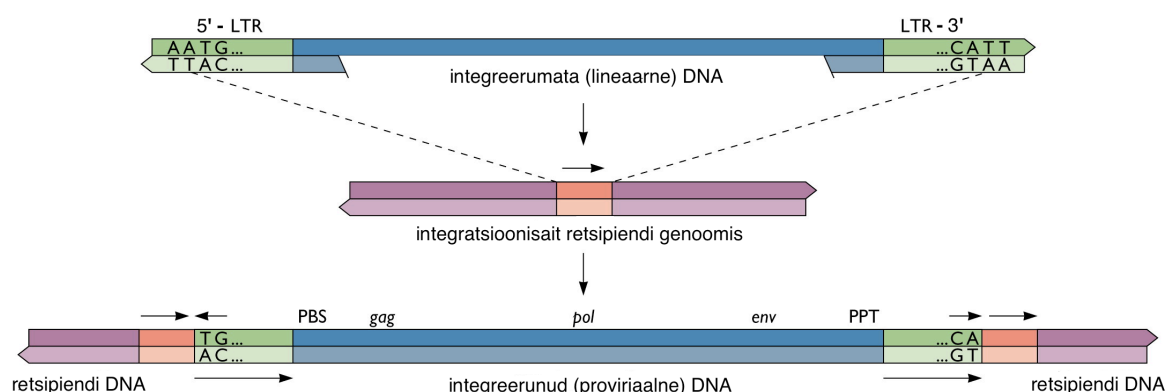 5' - LTR
LTR - 3'
AATG...
...CATT
TTAC...
...GTAA
integreerumata (lineaarne) DNA
integratsioonisait retsipiendi genoomis
PBS gag pol env PPT
TG...
...CA
AC...
...GT
retsipiendi DNA
integreerunud (proviriaalne) DNA
retsipiendi DNA